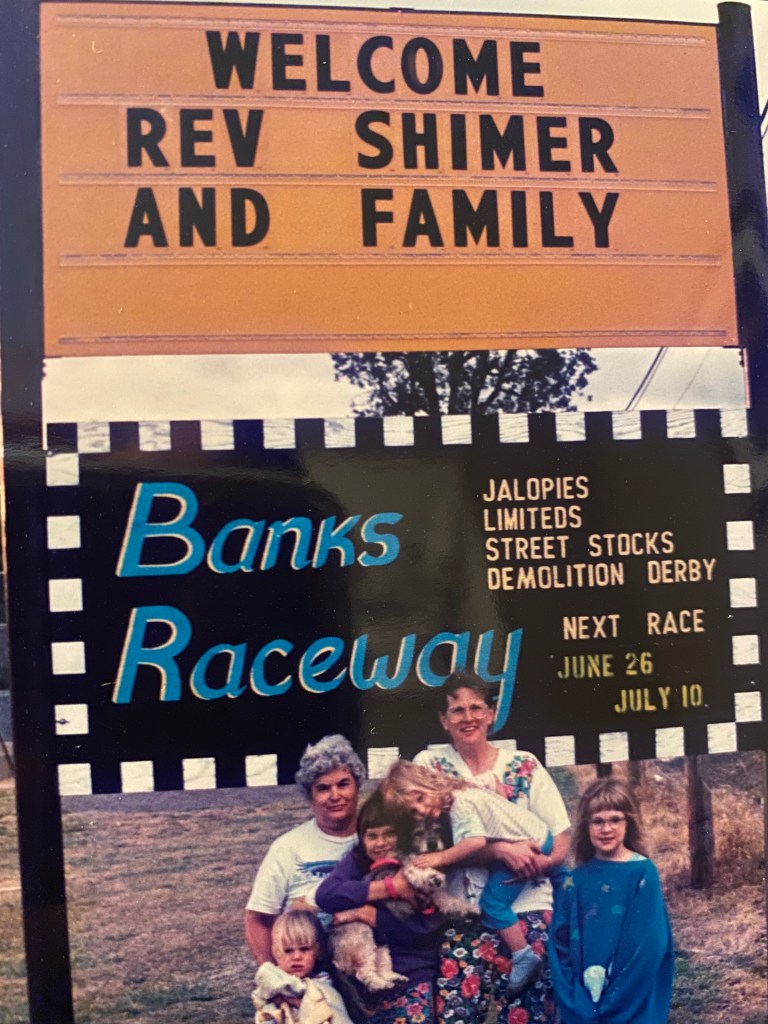 WELCOME
REV SHIMER
AND FAMILY
Banks
Raceway
JALOPIES
LIMITEDS
STREET STOCKS
DEMOLITION DERBY
NEXT RACE
JUNE 26
JULY 10